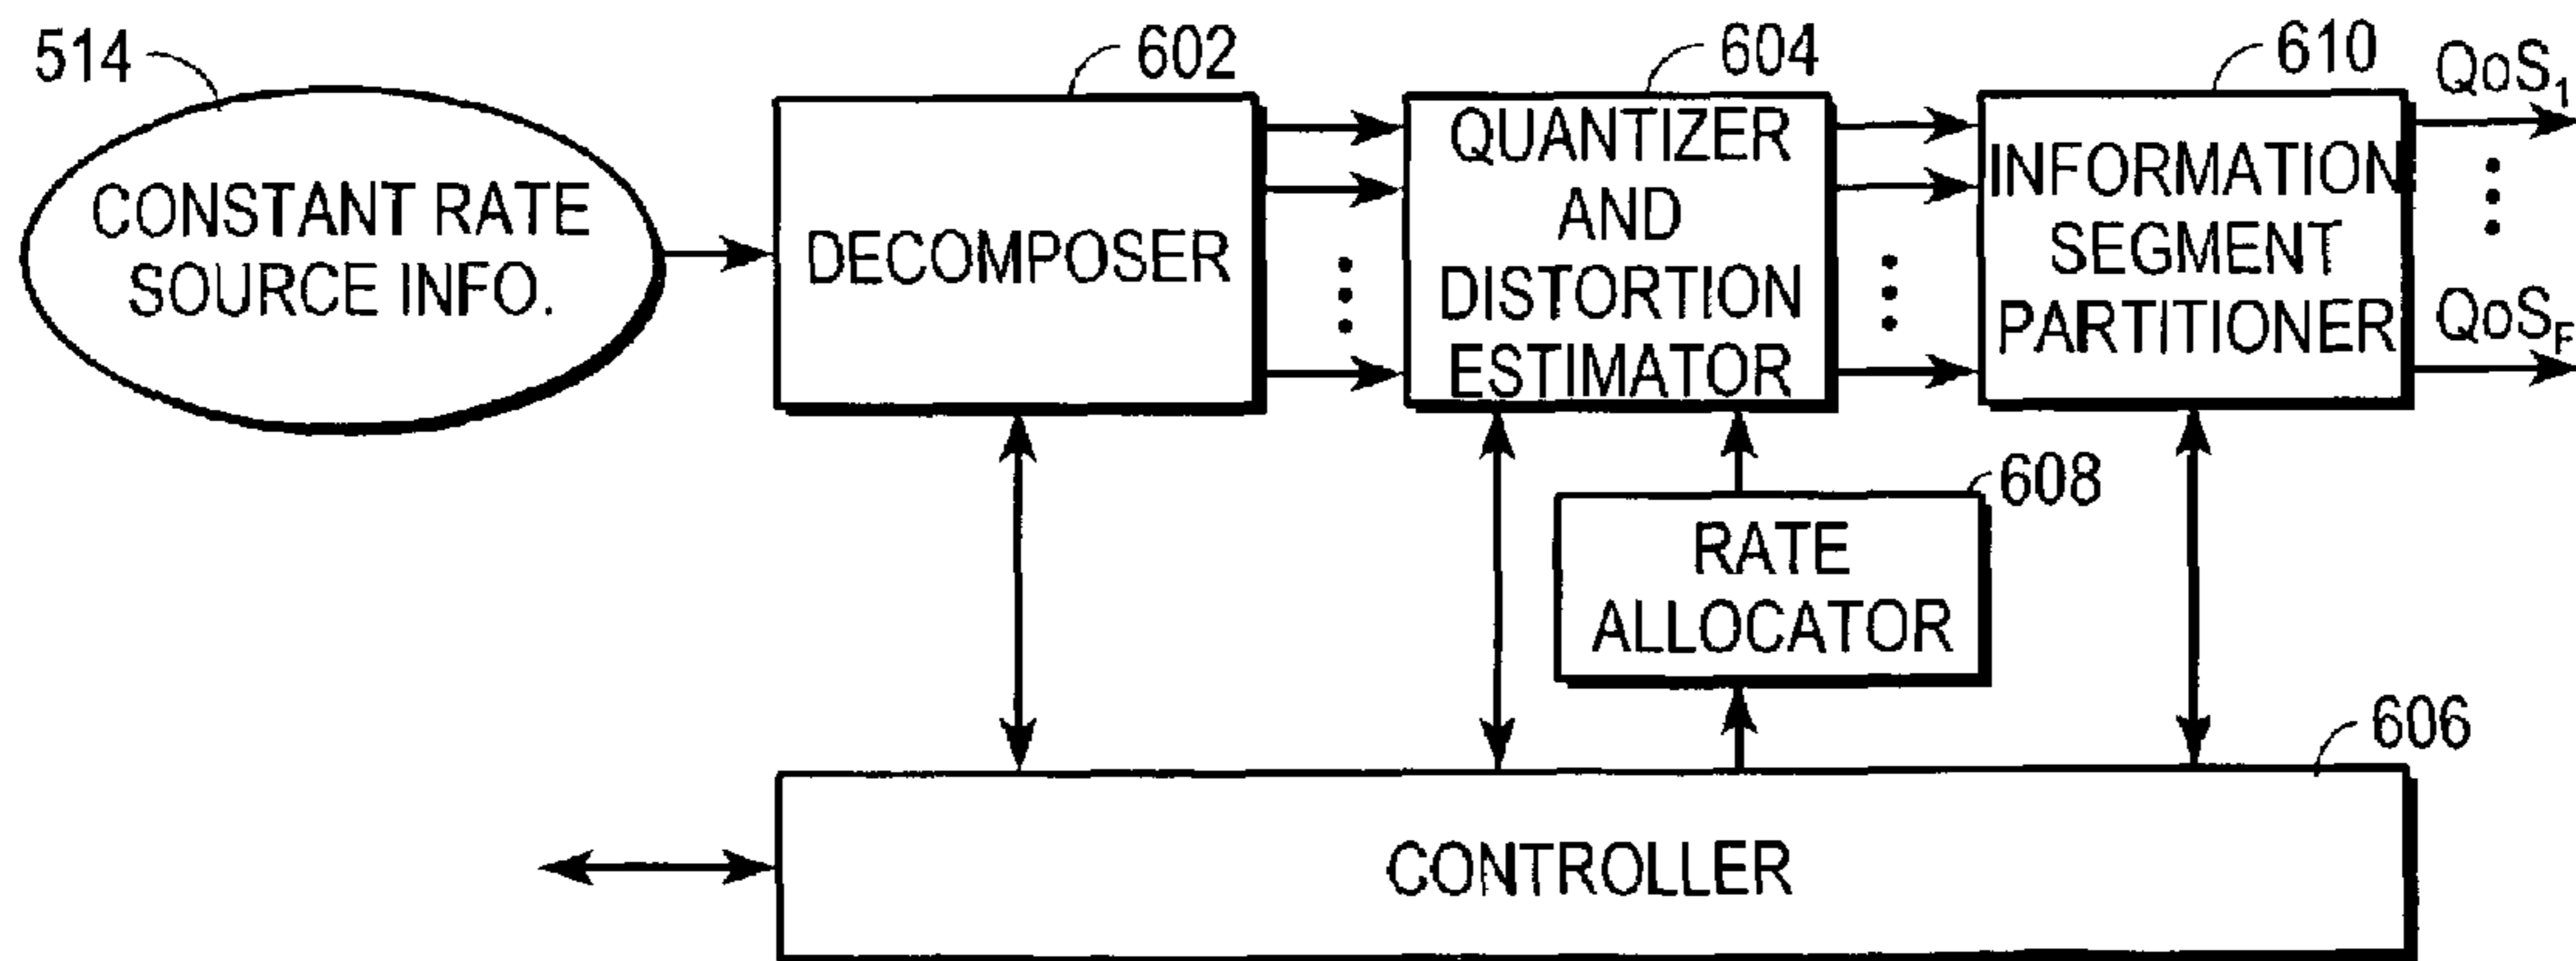 514
602
604
610
QoS1
CONSTANT RATE
SOURCE INFO.
DECOMPOSER
QUANTIZER
AND
DISTORTION
ESTIMATOR
INFORMATION
SEGMENT
PARTITIONER
QoSF
608
RATE
ALLOCATOR
606
CONTROLLER